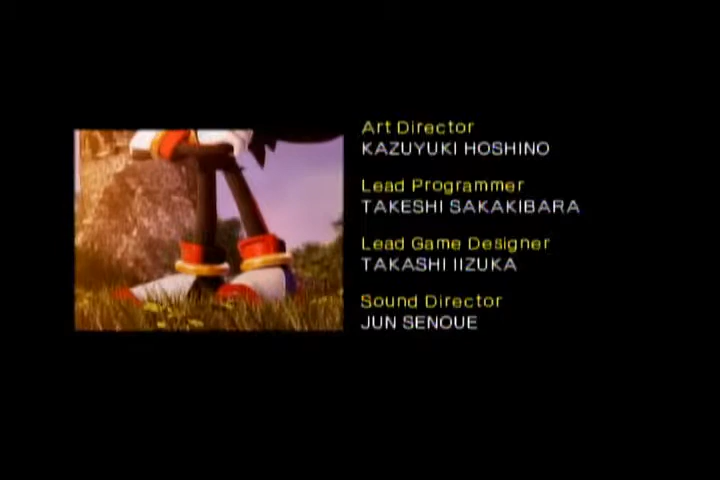 Art Director
KAZUYUKI HOSHINO
Lead Programmer
TAKESHI SAKAKIBARA
Lead Game Designer
TAKASHI IIZUKA
Sound Director
JUN SENOUE